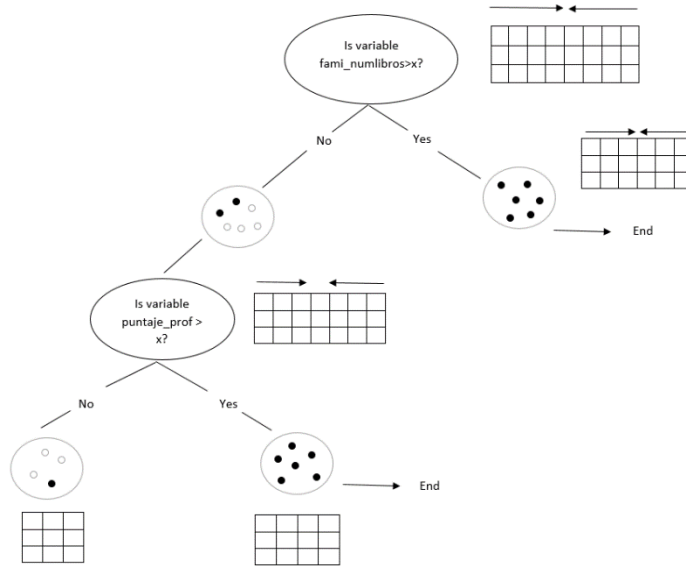 Is variable
fami_numlibros>x?
No
Yes
End
Is variable
puntaje_prof >
x?
No
Yes
End